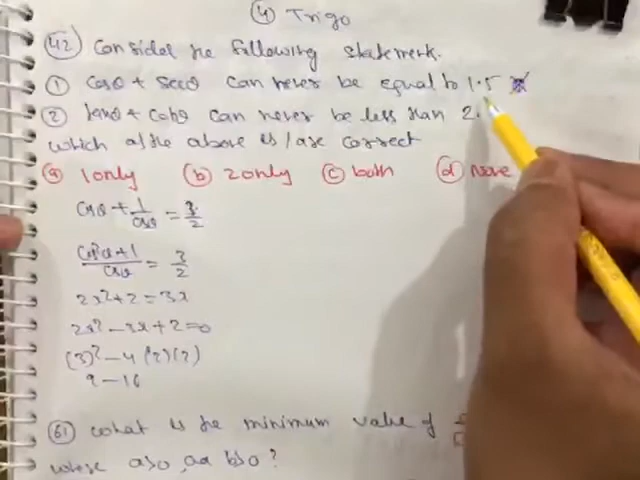 ④ Trigo
㊷ Consider the following statement.
① cosθ + secθ can never be equal to 1.5
② tanθ + cotθ can never be less than 2.
which of the above is/are correct
ⓐ 1 only ⓑ 2 only ⓒ both ⓓ none
cosθ + 1/cosθ = 3/2
cos²θ+1/cosθ = 3/2
2x²+2 = 3x
2x² - 3x + 2 = 0
(3)² - 4(2)(2)
9 - 16
61 what is the minimum value of
where a>0, b>0?